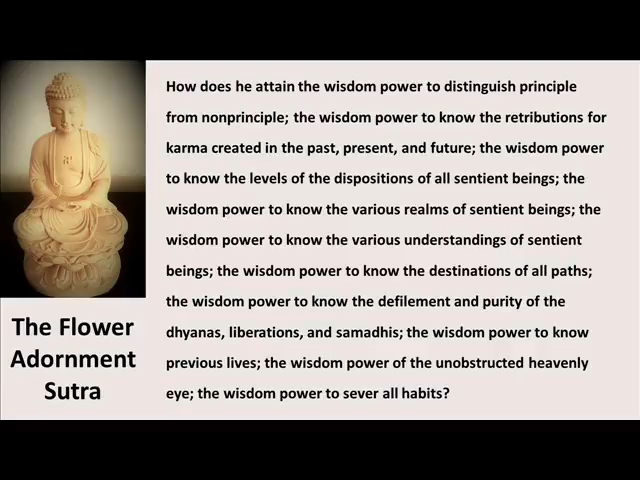 How does he attain the wisdom power to distinguish principle
from nonprinciple; the wisdom power to know the retributions for
karma created in the past, present, and future; the wisdom power
to know the levels of the dispositions of all sentient beings; the
wisdom power to know the various realms of sentient beings; the
wisdom power to know the various understandings of sentient
beings; the wisdom power to know the destinations of all paths;
the wisdom power to know the defilement and purity of the
dhyanas, liberations, and samadhis; the wisdom power to know
previous lives; the wisdom power of the unobstructed heavenly
eye; the wisdom power to sever all habits?
The Flower
Adornment
Sutra